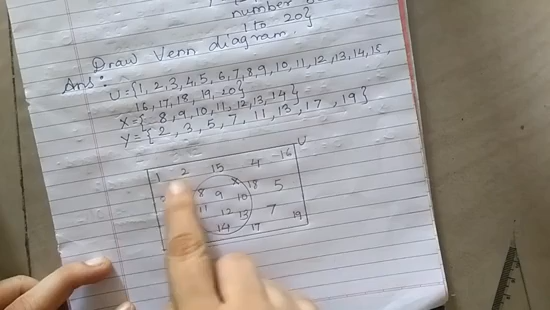 number
1 to 20}
Draw Venn diagram.
Ans:
U={1,2,3,4,5,6,7,8,9,10,11,12,13,14,15,
16,17,18,19,20}
X={8,9,10,11,12,13,14}
Y={2,3,5,7,11,13,17,19}
U
1 2 15 4 16
8 9 X 10 18 5
11 12 13 7 19
14 17